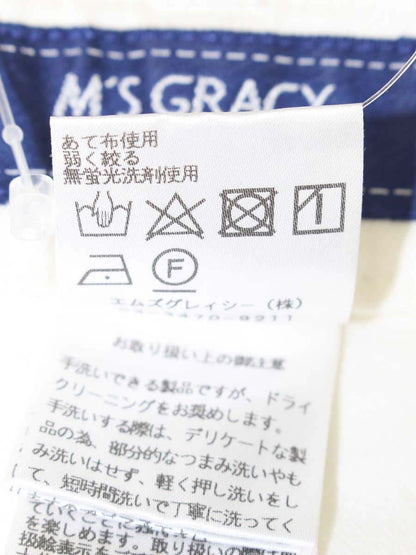 M'S GRACY
あて布使用
弱く絞る
無蛍光洗剤使用
F
エムズグレイシー(株)
お取り扱い上の御注意
手洗いできる製品ですが、ドライ
クリーニングをお奨めします。
手洗いする際は、デリケートな製
品の為、部分的なつまみ洗いやも
み洗いはせず、軽く押し洗いをし
て、短時間洗いで丁寧に洗ってく